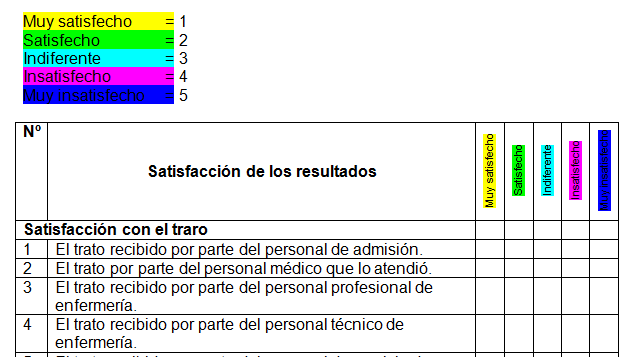 Muy satisfecho = 1
Satisfecho = 2
Indiferente = 3
Insatisfecho = 4
Muy insatisfecho = 5
Nº
Satisfacción de los resultados
Muy satisfecho
Satisfecho
Indiferente
Insatisfecho
Muy insatisfecho
Satisfacción con el traro
1 El trato recibido por parte del personal de admisión.
2 El trato por parte del personal médico que lo atendió.
3 El trato recibido por parte del personal profesional de
enfermería.
4 El trato recibido por parte del personal técnico de
enfermería.